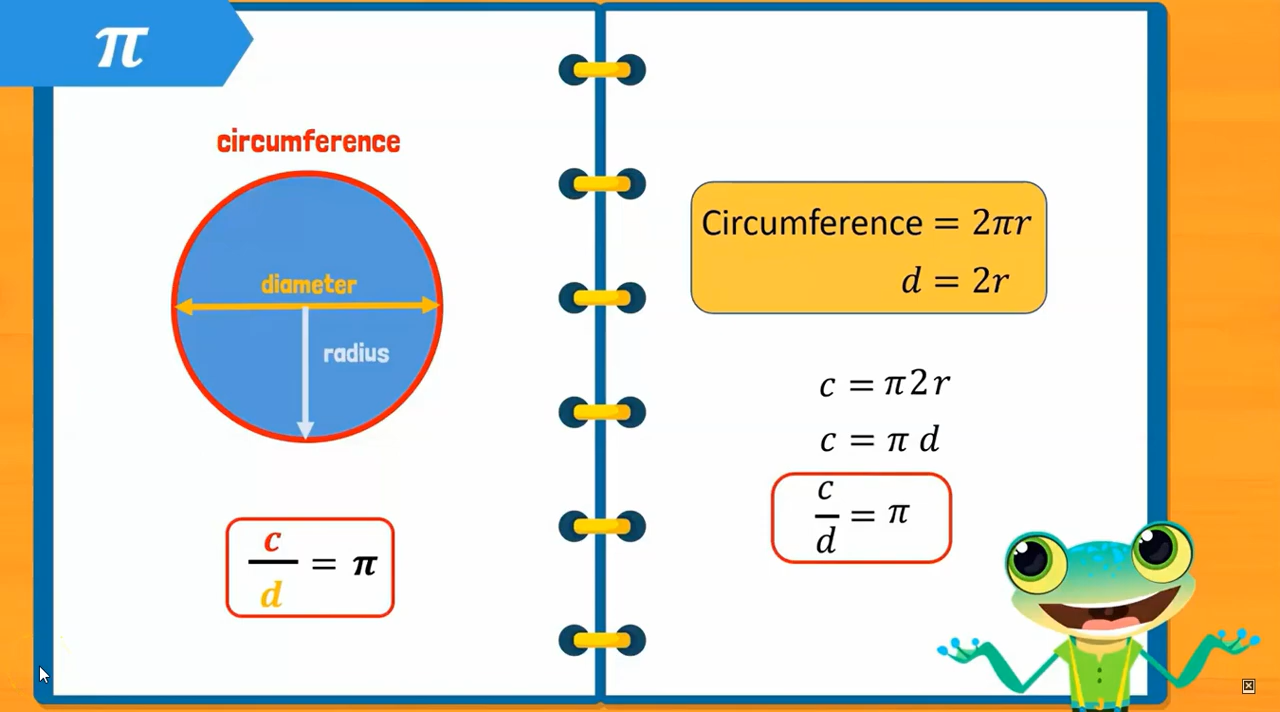 π
circumference
diameter
radius
c
d
= π
Circumference = 2πr
d = 2r
c = π2r
c = π d
c
d
= π